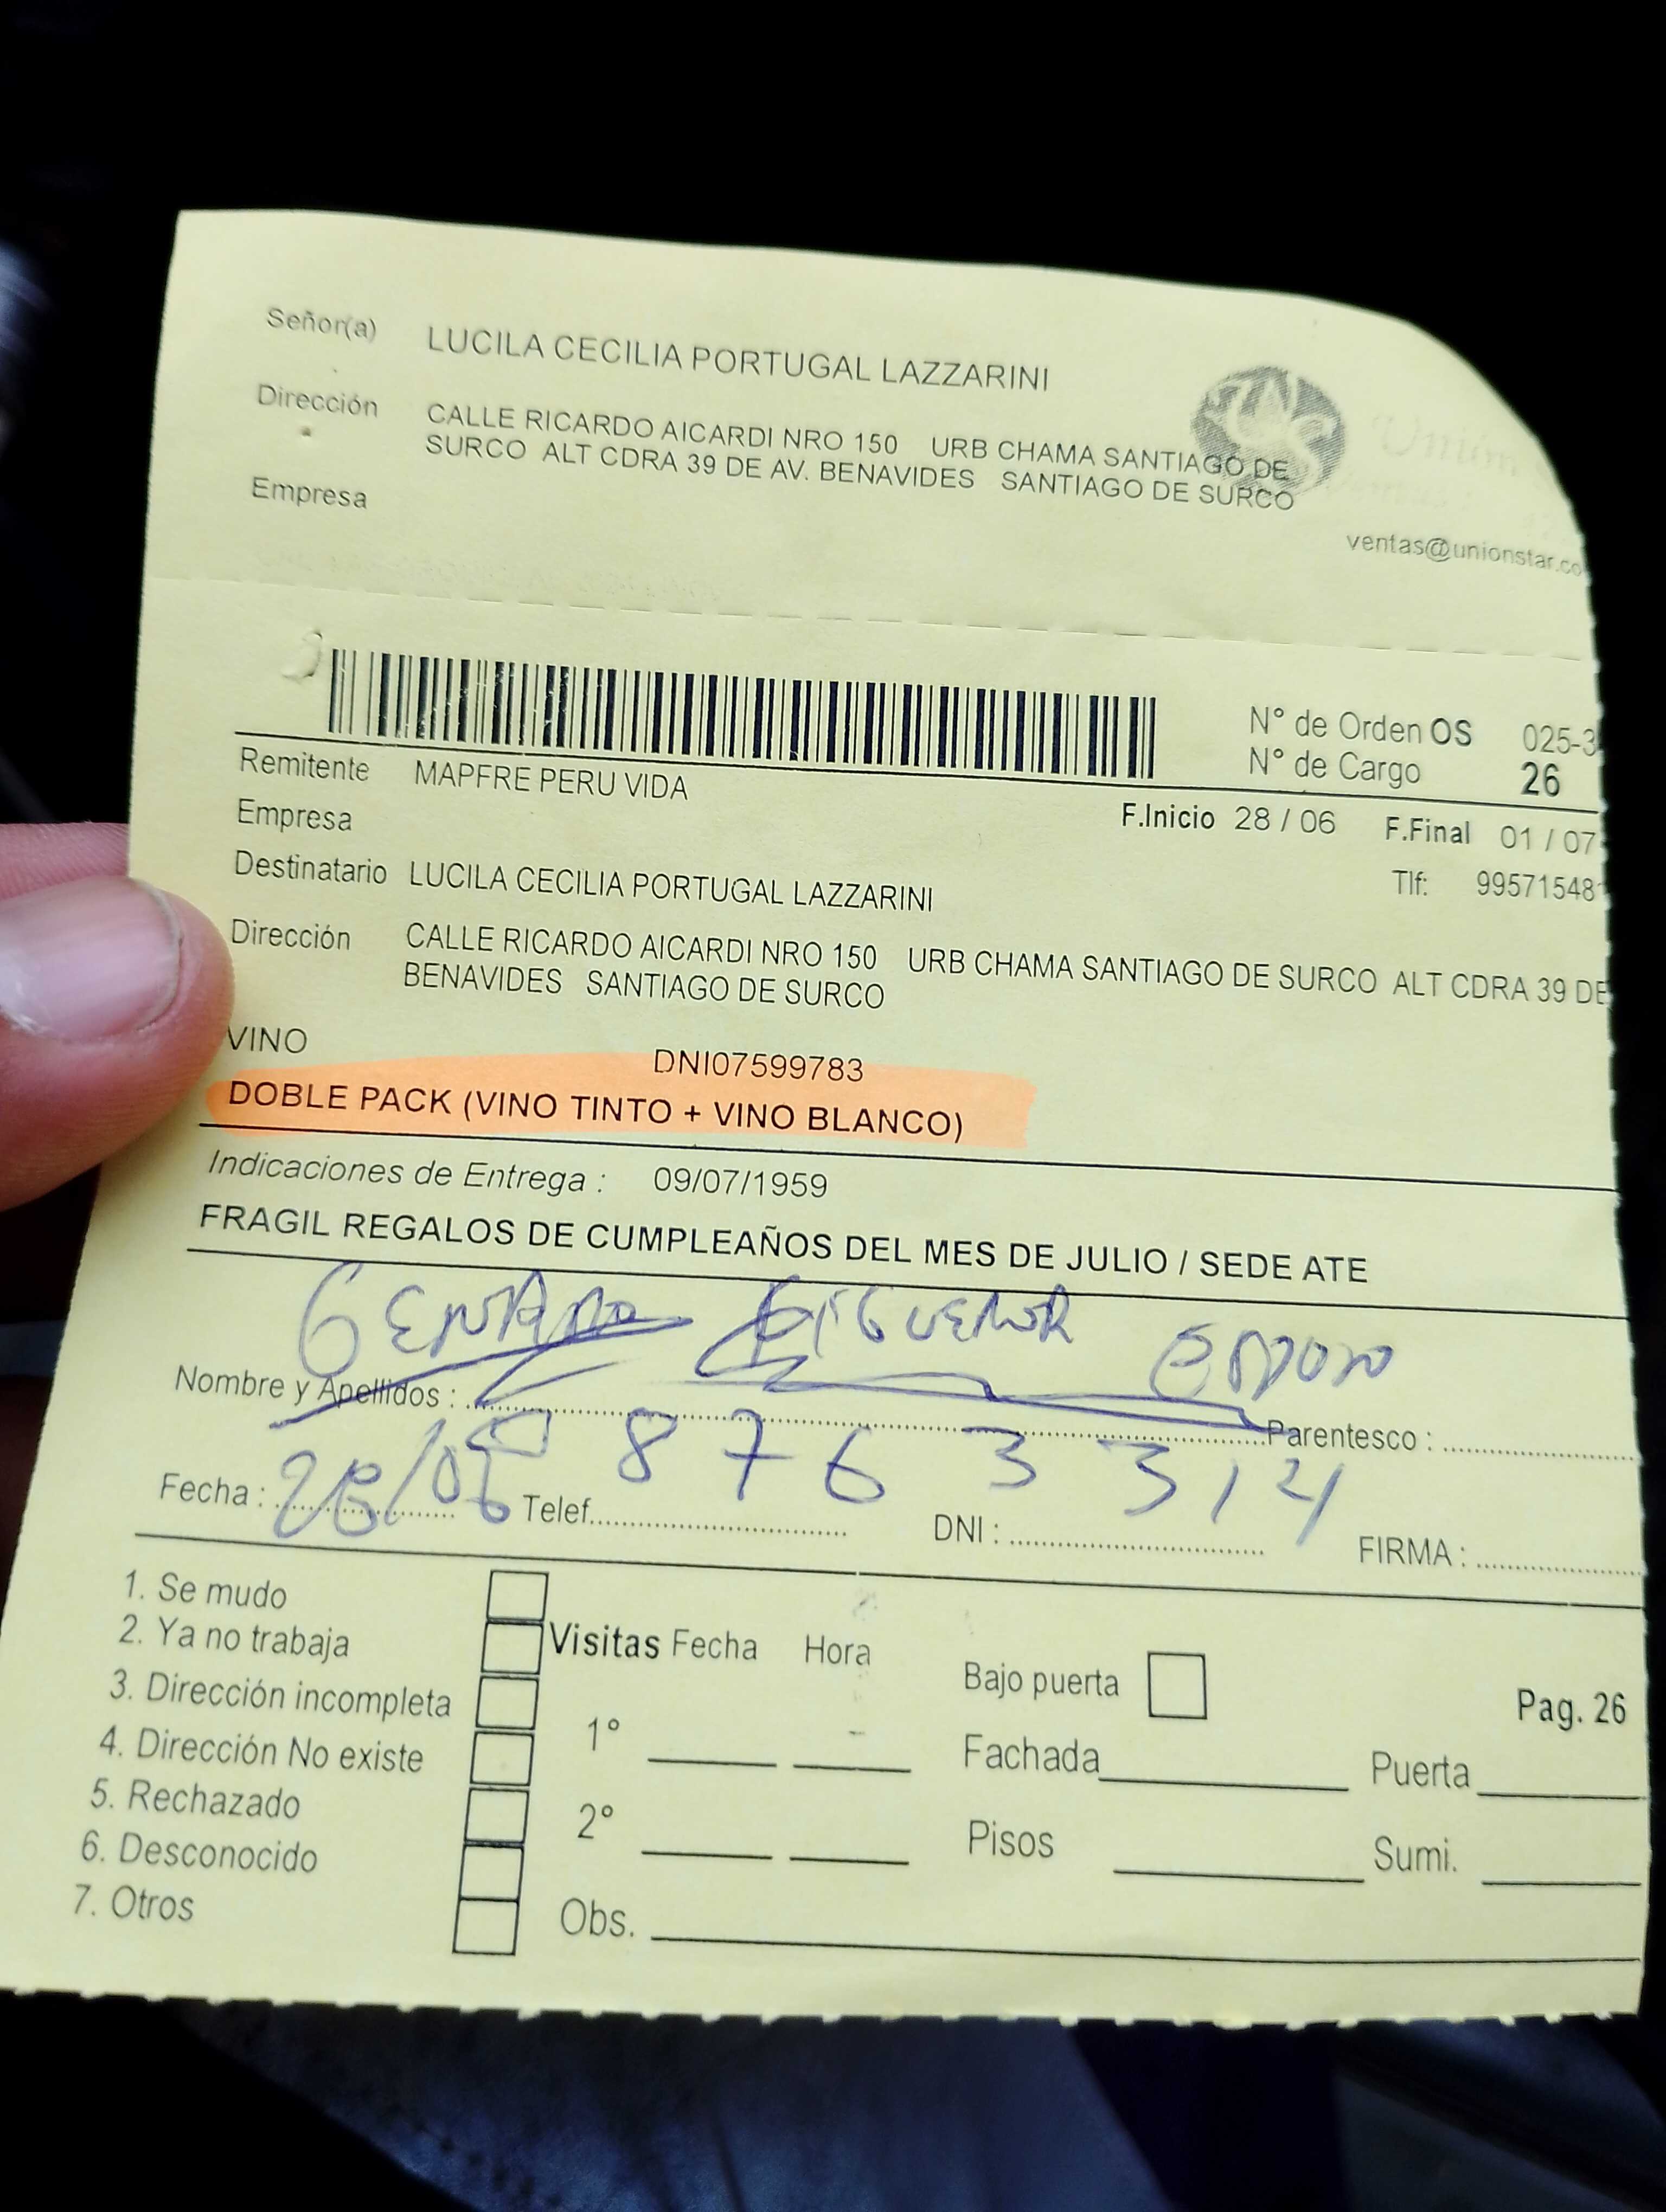 Señor(a) LUCILA CECILIA PORTUGAL LAZZARINI
Dirección CALLE RICARDO AICARDI NRO 150 URB CHAMA SANTIAGO DE
SURCO ALT CDRA 39 DE AV. BENAVIDES SANTIAGO DE SURCO
Empresa
ventas@unionstar.co
N° de Orden OS 025-3
N° de Cargo 26
Remitente MAPFRE PERU VIDA
Empresa F.Inicio 28 / 06 F.Final 01 / 07
Destinatario LUCILA CECILIA PORTUGAL LAZZARINI Tlf: 99571548
Dirección CALLE RICARDO AICARDI NRO 150 URB CHAMA SANTIAGO DE SURCO ALT CDRA 39 DE
BENAVIDES SANTIAGO DE SURCO
VINO DNI07599783
DOBLE PACK (VINO TINTO + VINO BLANCO)
Indicaciones de Entrega : 09/07/1959
FRAGIL REGALOS DE CUMPLEAÑOS DEL MES DE JULIO / SEDE ATE
Nombre y Apellidos : Parentesco :
8 7 6 3 3 1 4
Fecha : 28/06 Telef. DNI : FIRMA :
1. Se mudo
2. Ya no trabaja Visitas Fecha Hora Bajo puerta
3. Dirección incompleta Pag. 26
4. Dirección No existe 1° Fachada Puerta
5. Rechazado
6. Desconocido 2° Pisos Sumi.
7. Otros Obs.